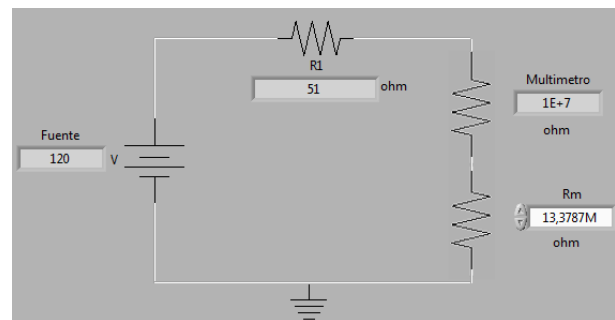 R1
51 ohm
Multimetro
1E+7
ohm
Fuente
120 V
Rm
13,3787M
ohm